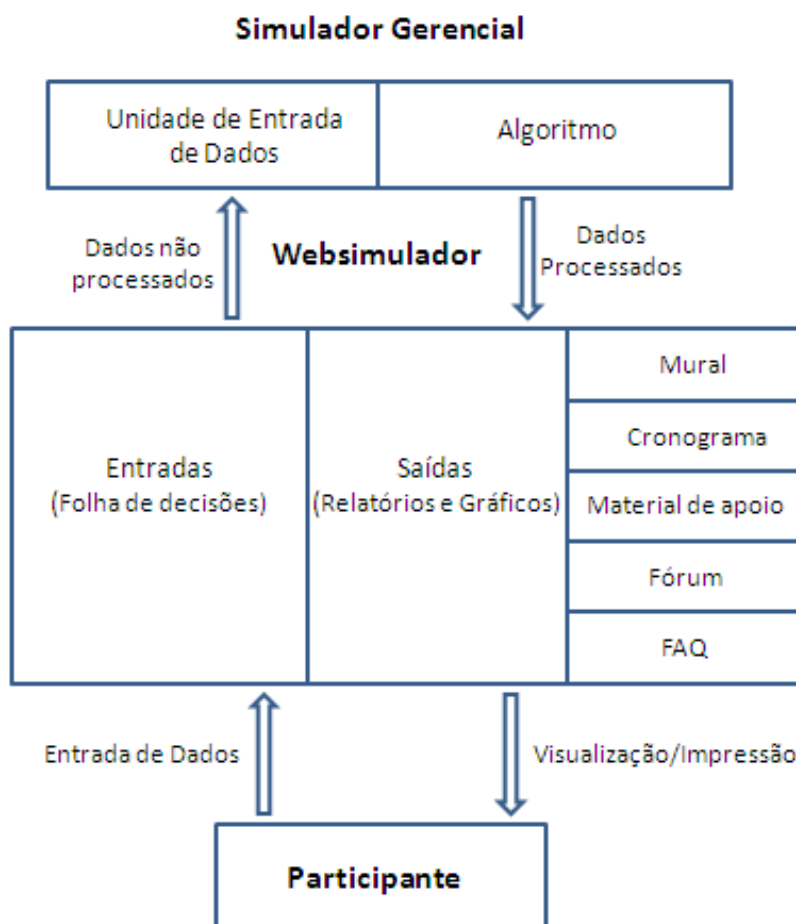 Simulador Gerencial
Unidade de Entrada
de Dados
Algoritmo
Dados não
processados
Websimulador
Dados
Processados
Entradas
(Folha de decisões)
Saídas
(Relatórios e Gráficos)
Mural
Cronograma
Material de apoio
Fórum
FAQ
Entrada de Dados
Visualização/Impressão
Participante